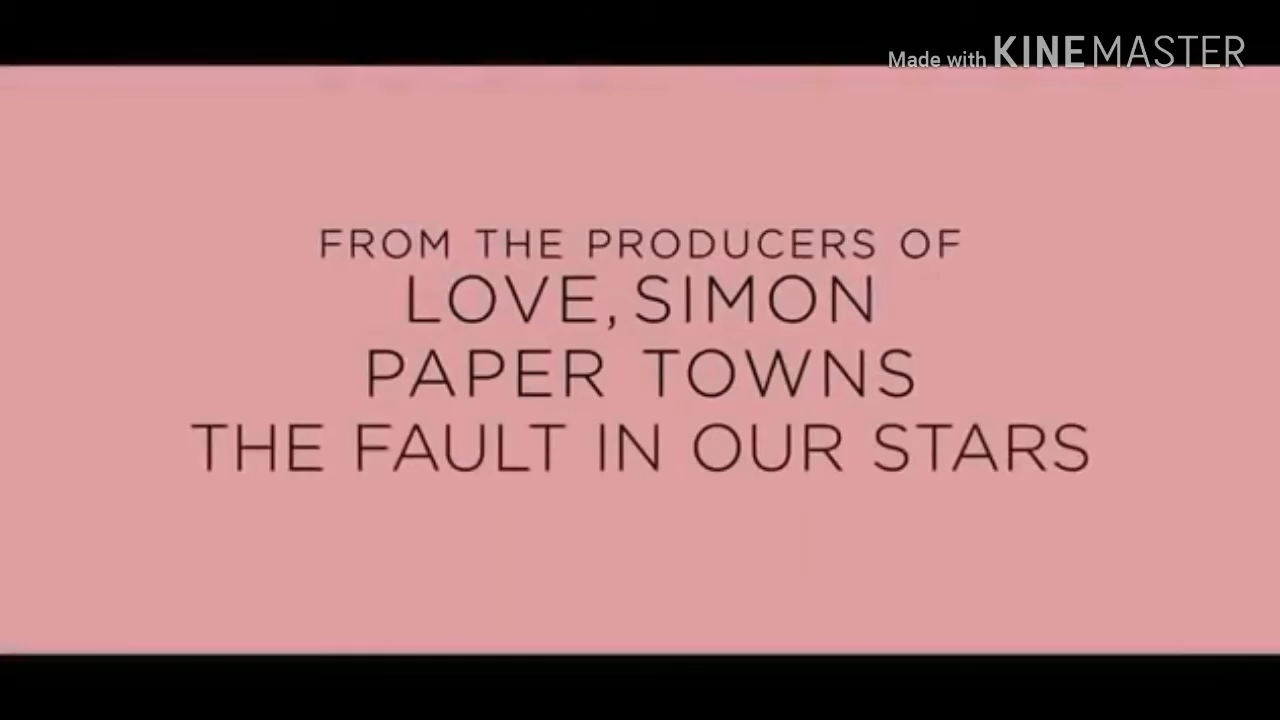 Made with KINEMASTER
FROM THE PRODUCERS OF
LOVE, SIMON
PAPER TOWNS
THE FAULT IN OUR STARS